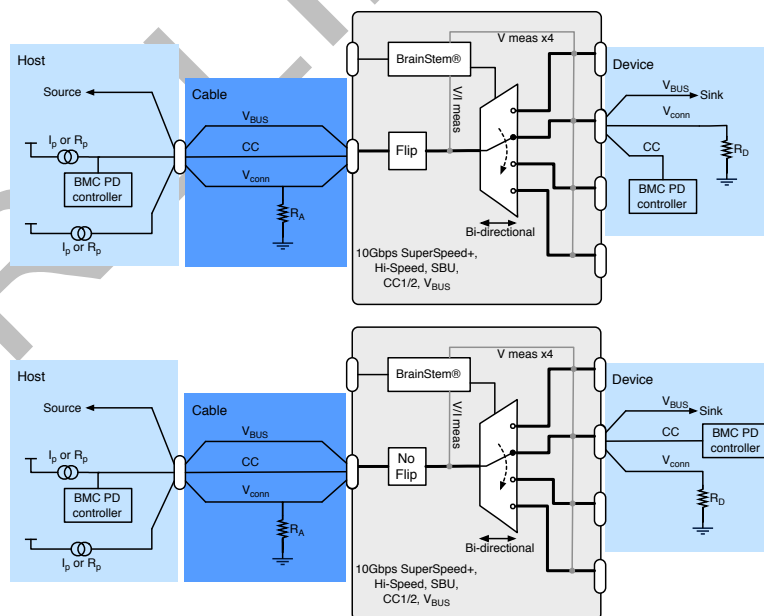 V meas x4
Host
BrainStem®
Device
Source
Cable
V/I meas
VBUS
Sink
VBUS
Vconn
Ip or Rp
CC
Flip
CC
RD
BMC PD
controller
Vconn
BMC PD
controller
RA
Ip or Rp
Bi-directional
10Gbps SuperSpeed+,
Hi-Speed, SBU,
CC1/2, VBUS
V meas x4
Host
BrainStem®
Device
Source
Cable
V/I meas
VBUS
Sink
VBUS
CC
BMC PD
controller
Ip or Rp
CC
No
Flip
Vconn
BMC PD
controller
Vconn
RD
RA
Ip or Rp
Bi-directional
10Gbps SuperSpeed+,
Hi-Speed, SBU,
CC1/2, VBUS